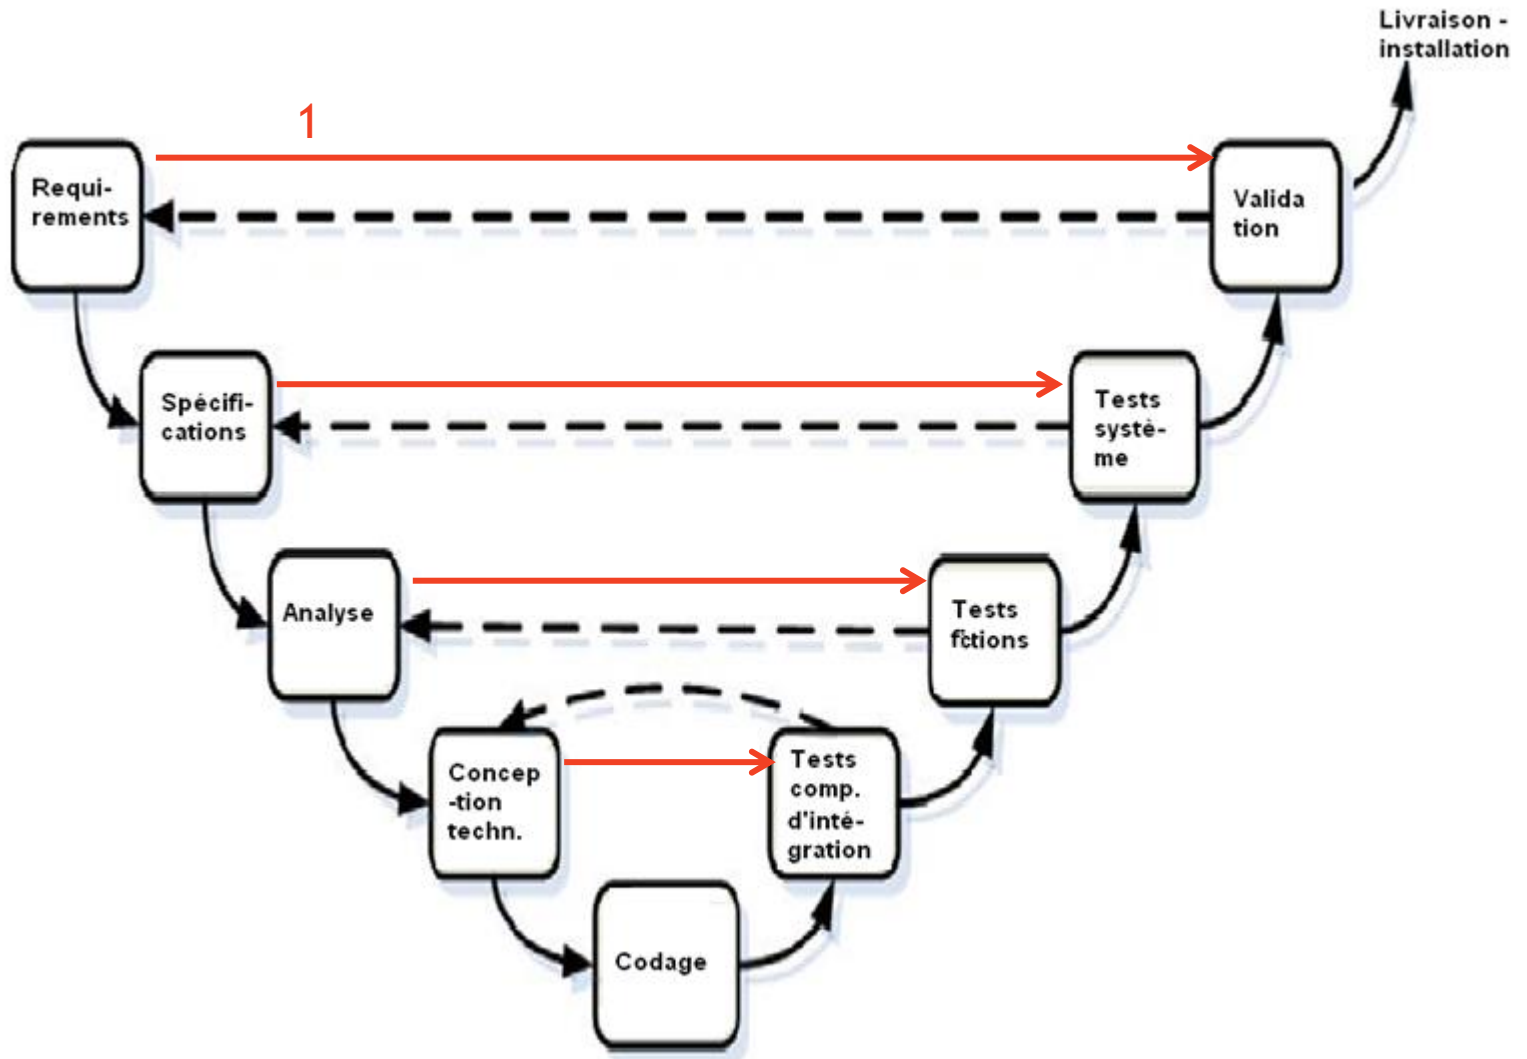 Livraison -
installation
1
Requi-
rements
Valida
tion
Spécifi-
cations
Tests
systè-
me
Analyse
Tests
fctions
Concep
-tion
techn.
Tests
comp.
d'inté-
gration
Codage